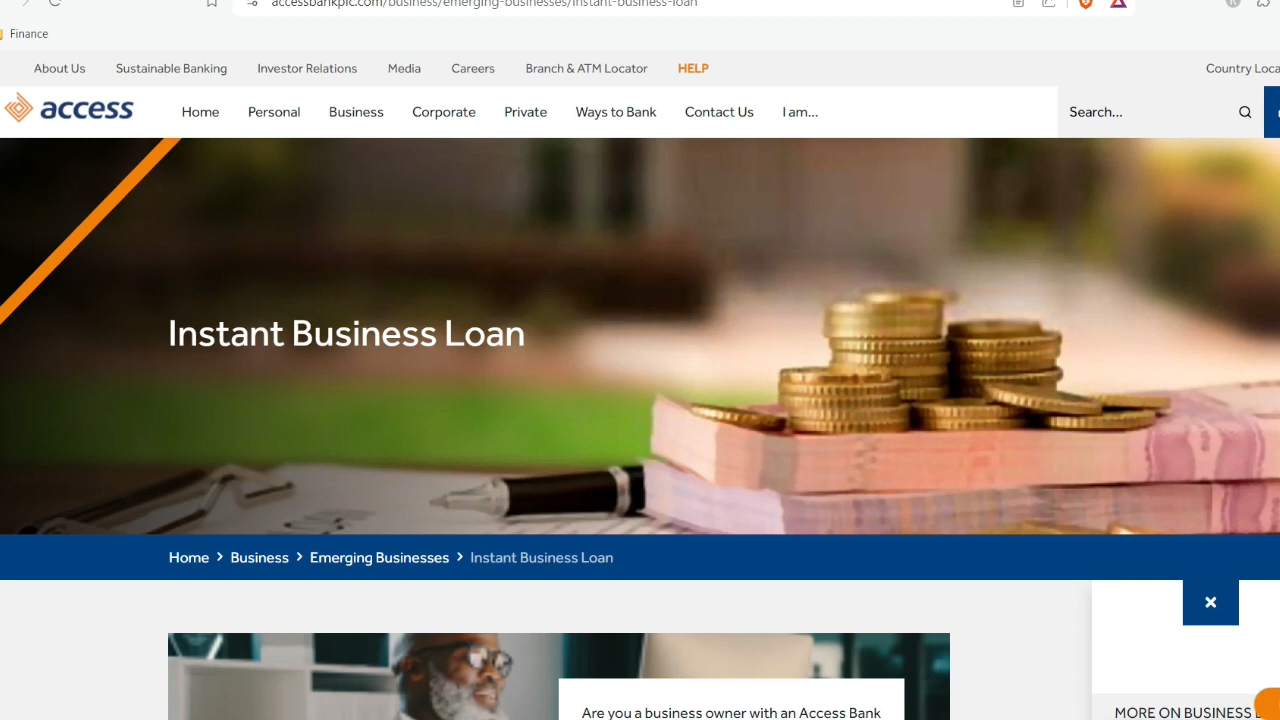 accessbankplc.com/business/emerging-businesses/instant-business-loan
Finance
About Us Sustainable Banking Investor Relations Media Careers Branch & ATM Locator HELP Country Loca
access Home Personal Business Corporate Private Ways to Bank Contact Us I am... Search...
Instant Business Loan
Home > Business > Emerging Businesses > Instant Business Loan
Are you a business owner with an Access Bank
MORE ON BUSINESS